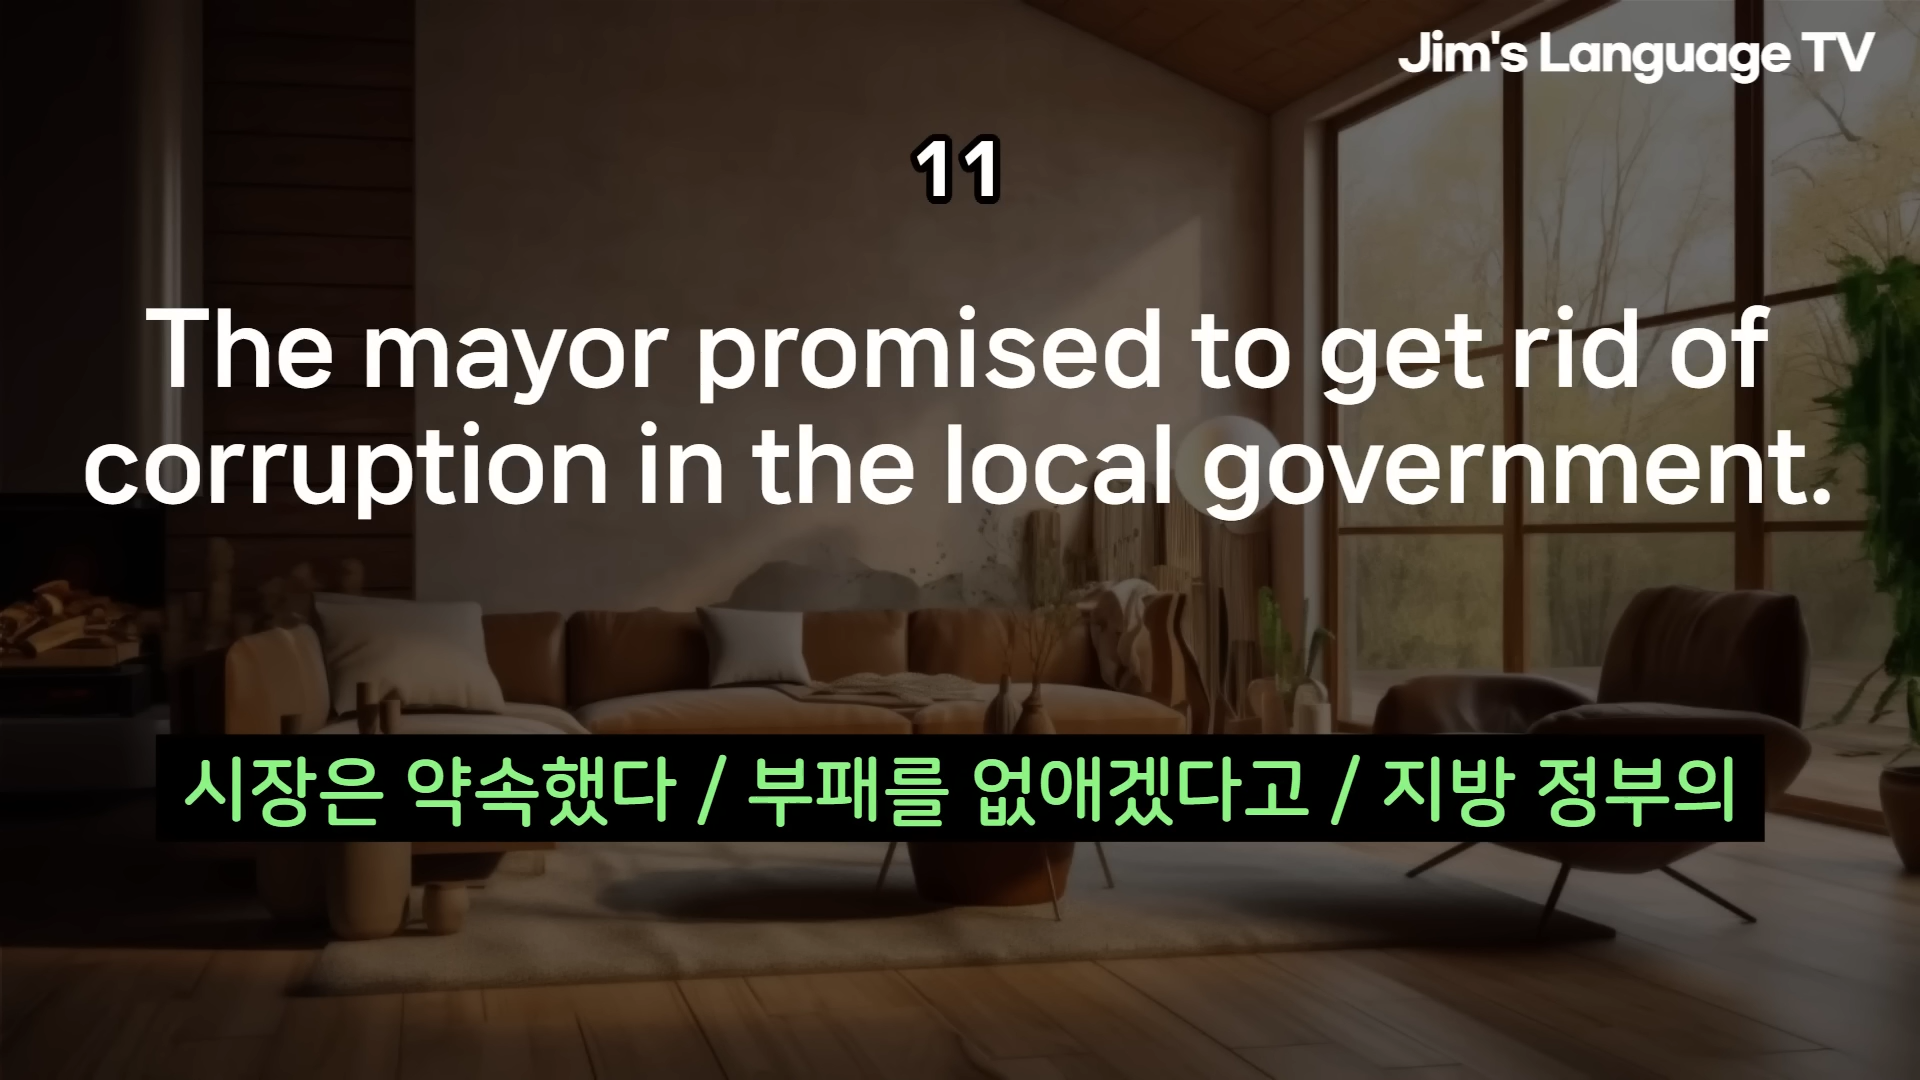 Jim's Language TV
11
The mayor promised to get rid of
corruption in the local government.
시장은 약속했다 / 부패를 없애겠다고 / 지방 정부의